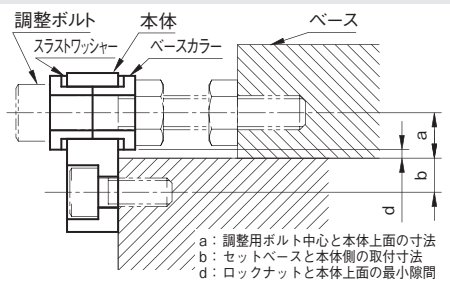 調整ボルト
本体
ベース
スラストワッシャー
ベースカラー
a
b
d
a：調整用ボルト中心と本体上面の寸法
b：セットベースと本体側の取付寸法
d：ロックナットと本体上面の最小隙間